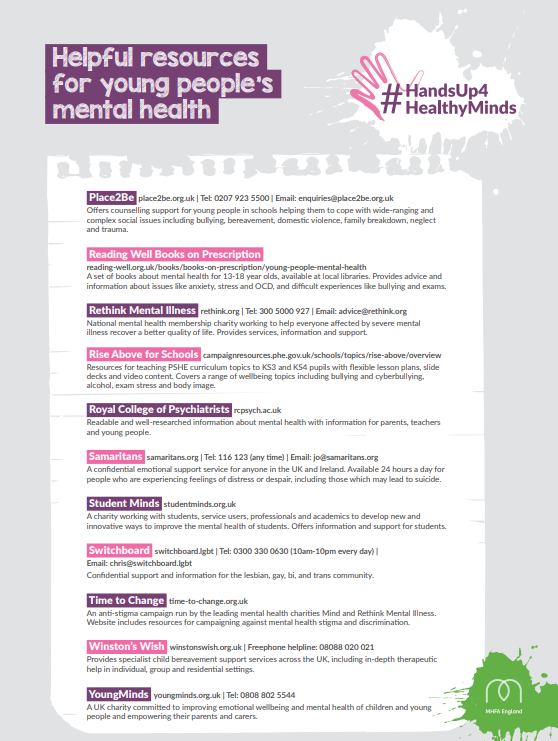 Helpful resources
for young people's
mental health
#HandsUp4
HealthyMinds
Place2Be place2be.org.uk | Tel: 0207 923 5500 | Email: enquiries@place2be.org.uk
Offers counselling support for young people in schools helping them to cope with wide-ranging and
complex social issues including bullying, bereavement, domestic violence, family breakdown, neglect
and trauma.
Reading Well Books on Prescription
reading-well.org.uk/books/books-on-prescription/young-people-mental-health
A set of books about mental health for 13-18 year olds, available at local libraries. Provides advice and
information about issues like anxiety, stress and OCD, and difficult experiences like bullying and exams.
Rethink Mental Illness rethink.org | Tel: 300 5000 927 | Email: advice@rethink.org
National mental health membership charity working to help everyone affected by severe mental
illness recover a better quality of life. Provides services, information and support.
Rise Above for Schools campaignresources.phe.gov.uk/schools/topics/rise-above/overview
Resources for teaching PSHE curriculum topics to KS3 and KS4 pupils with flexible lesson plans, slide
decks and video content. Covers a range of wellbeing topics including bullying and cyberbullying,
alcohol, exam stress and body image.
Royal College of Psychiatrists rcpsych.ac.uk
Readable and well-researched information about mental health with information for parents, teachers
and young people.
Samaritans samaritans.org | Tel: 116 123 (any time) | Email: jo@samaritans.org
A confidential emotional support service for anyone in the UK and Ireland. Available 24 hours a day for
people who are experiencing feelings of distress or despair, including those which may lead to suicide.
Student Minds studentminds.org.uk
A charity working with students, service users, professionals and academics to develop new and
innovative ways to improve the mental health of students. Offers information and support for students.
Switchboard switchboard.lgbt | Tel: 0300 330 0630 (10am-10pm every day) |
Email: chris@switchboard.lgbt
Confidential support and information for the lesbian, gay, bi, and trans community.
Time to Change time-to-change.org.uk
An anti-stigma campaign run by the leading mental health charities Mind and Rethink Mental Illness.
Website includes resources for campaigning against mental health stigma and discrimination.
Winston's Wish winstonswish.org.uk | Freephone helpline: 08088 020 021
Provides specialist child bereavement support services across the UK, including in-depth therapeutic
help in individual, group and residential settings.
YoungMinds youngminds.org.uk | Tel: 0808 802 5544
A UK charity committed to improving emotional wellbeing and mental health of children and young
people and empowering their parents and carers.
MHFA England